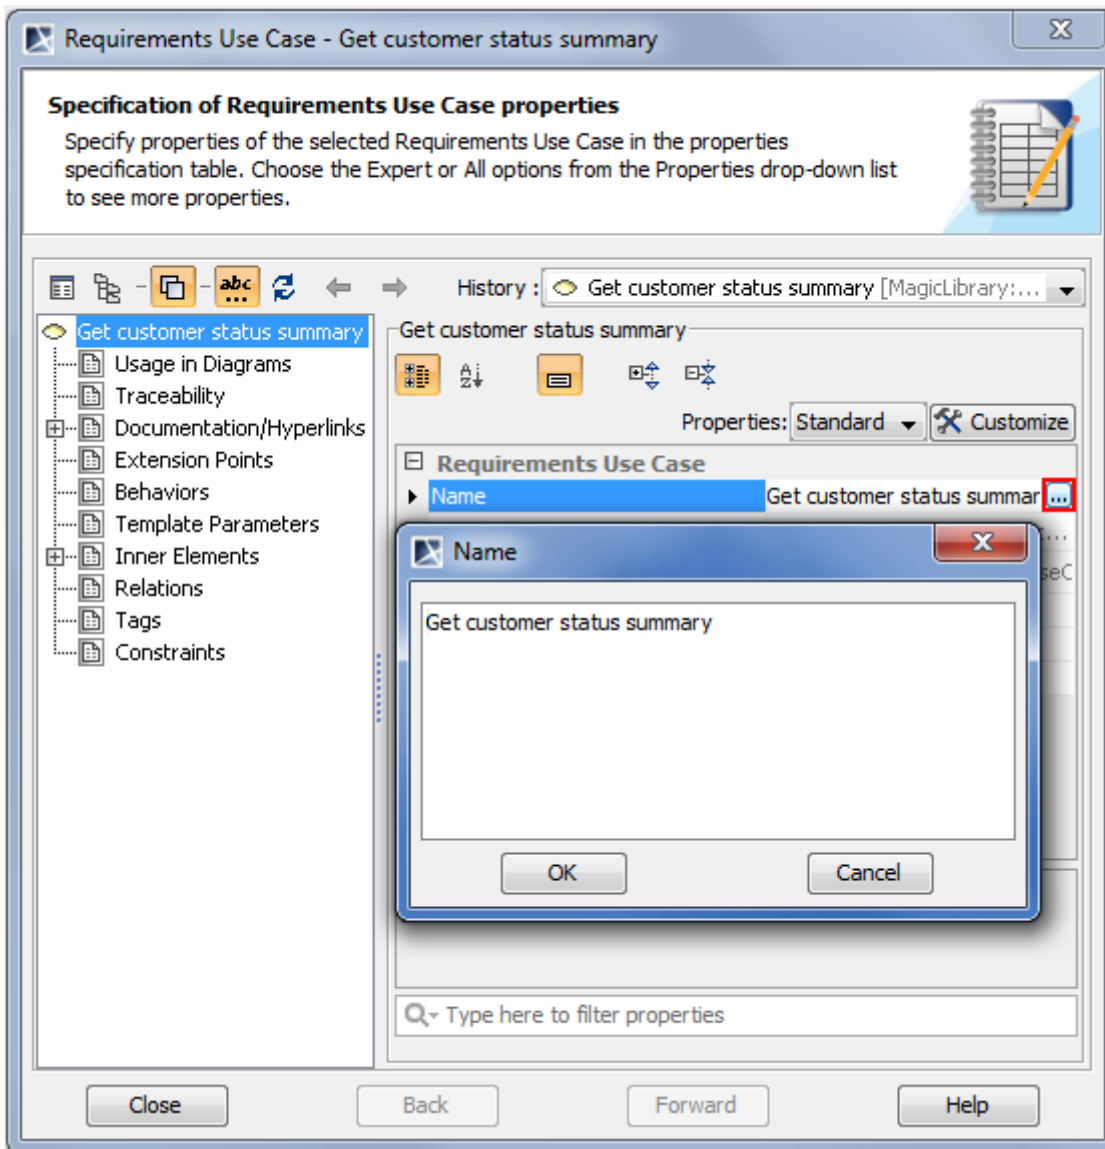 Requirements Use Case - Get customer status summary
Specification of Requirements Use Case properties
Specify properties of the selected Requirements Use Case in the properties
specification table. Choose the Expert or All options from the Properties drop-down list
to see more properties.
abc
History : Get customer status summary [MagicLibrary:...
Get customer status summary
Usage in Diagrams
Traceability
Documentation/Hyperlinks
Extension Points
Behaviors
Template Parameters
Inner Elements
Relations
Tags
Constraints
Get customer status summary
A
Z
Properties: Standard Customize
Requirements Use Case
Name Get customer status summar ...
Name
Get customer status summary
OK Cancel
Type here to filter properties
Close Back Forward Help